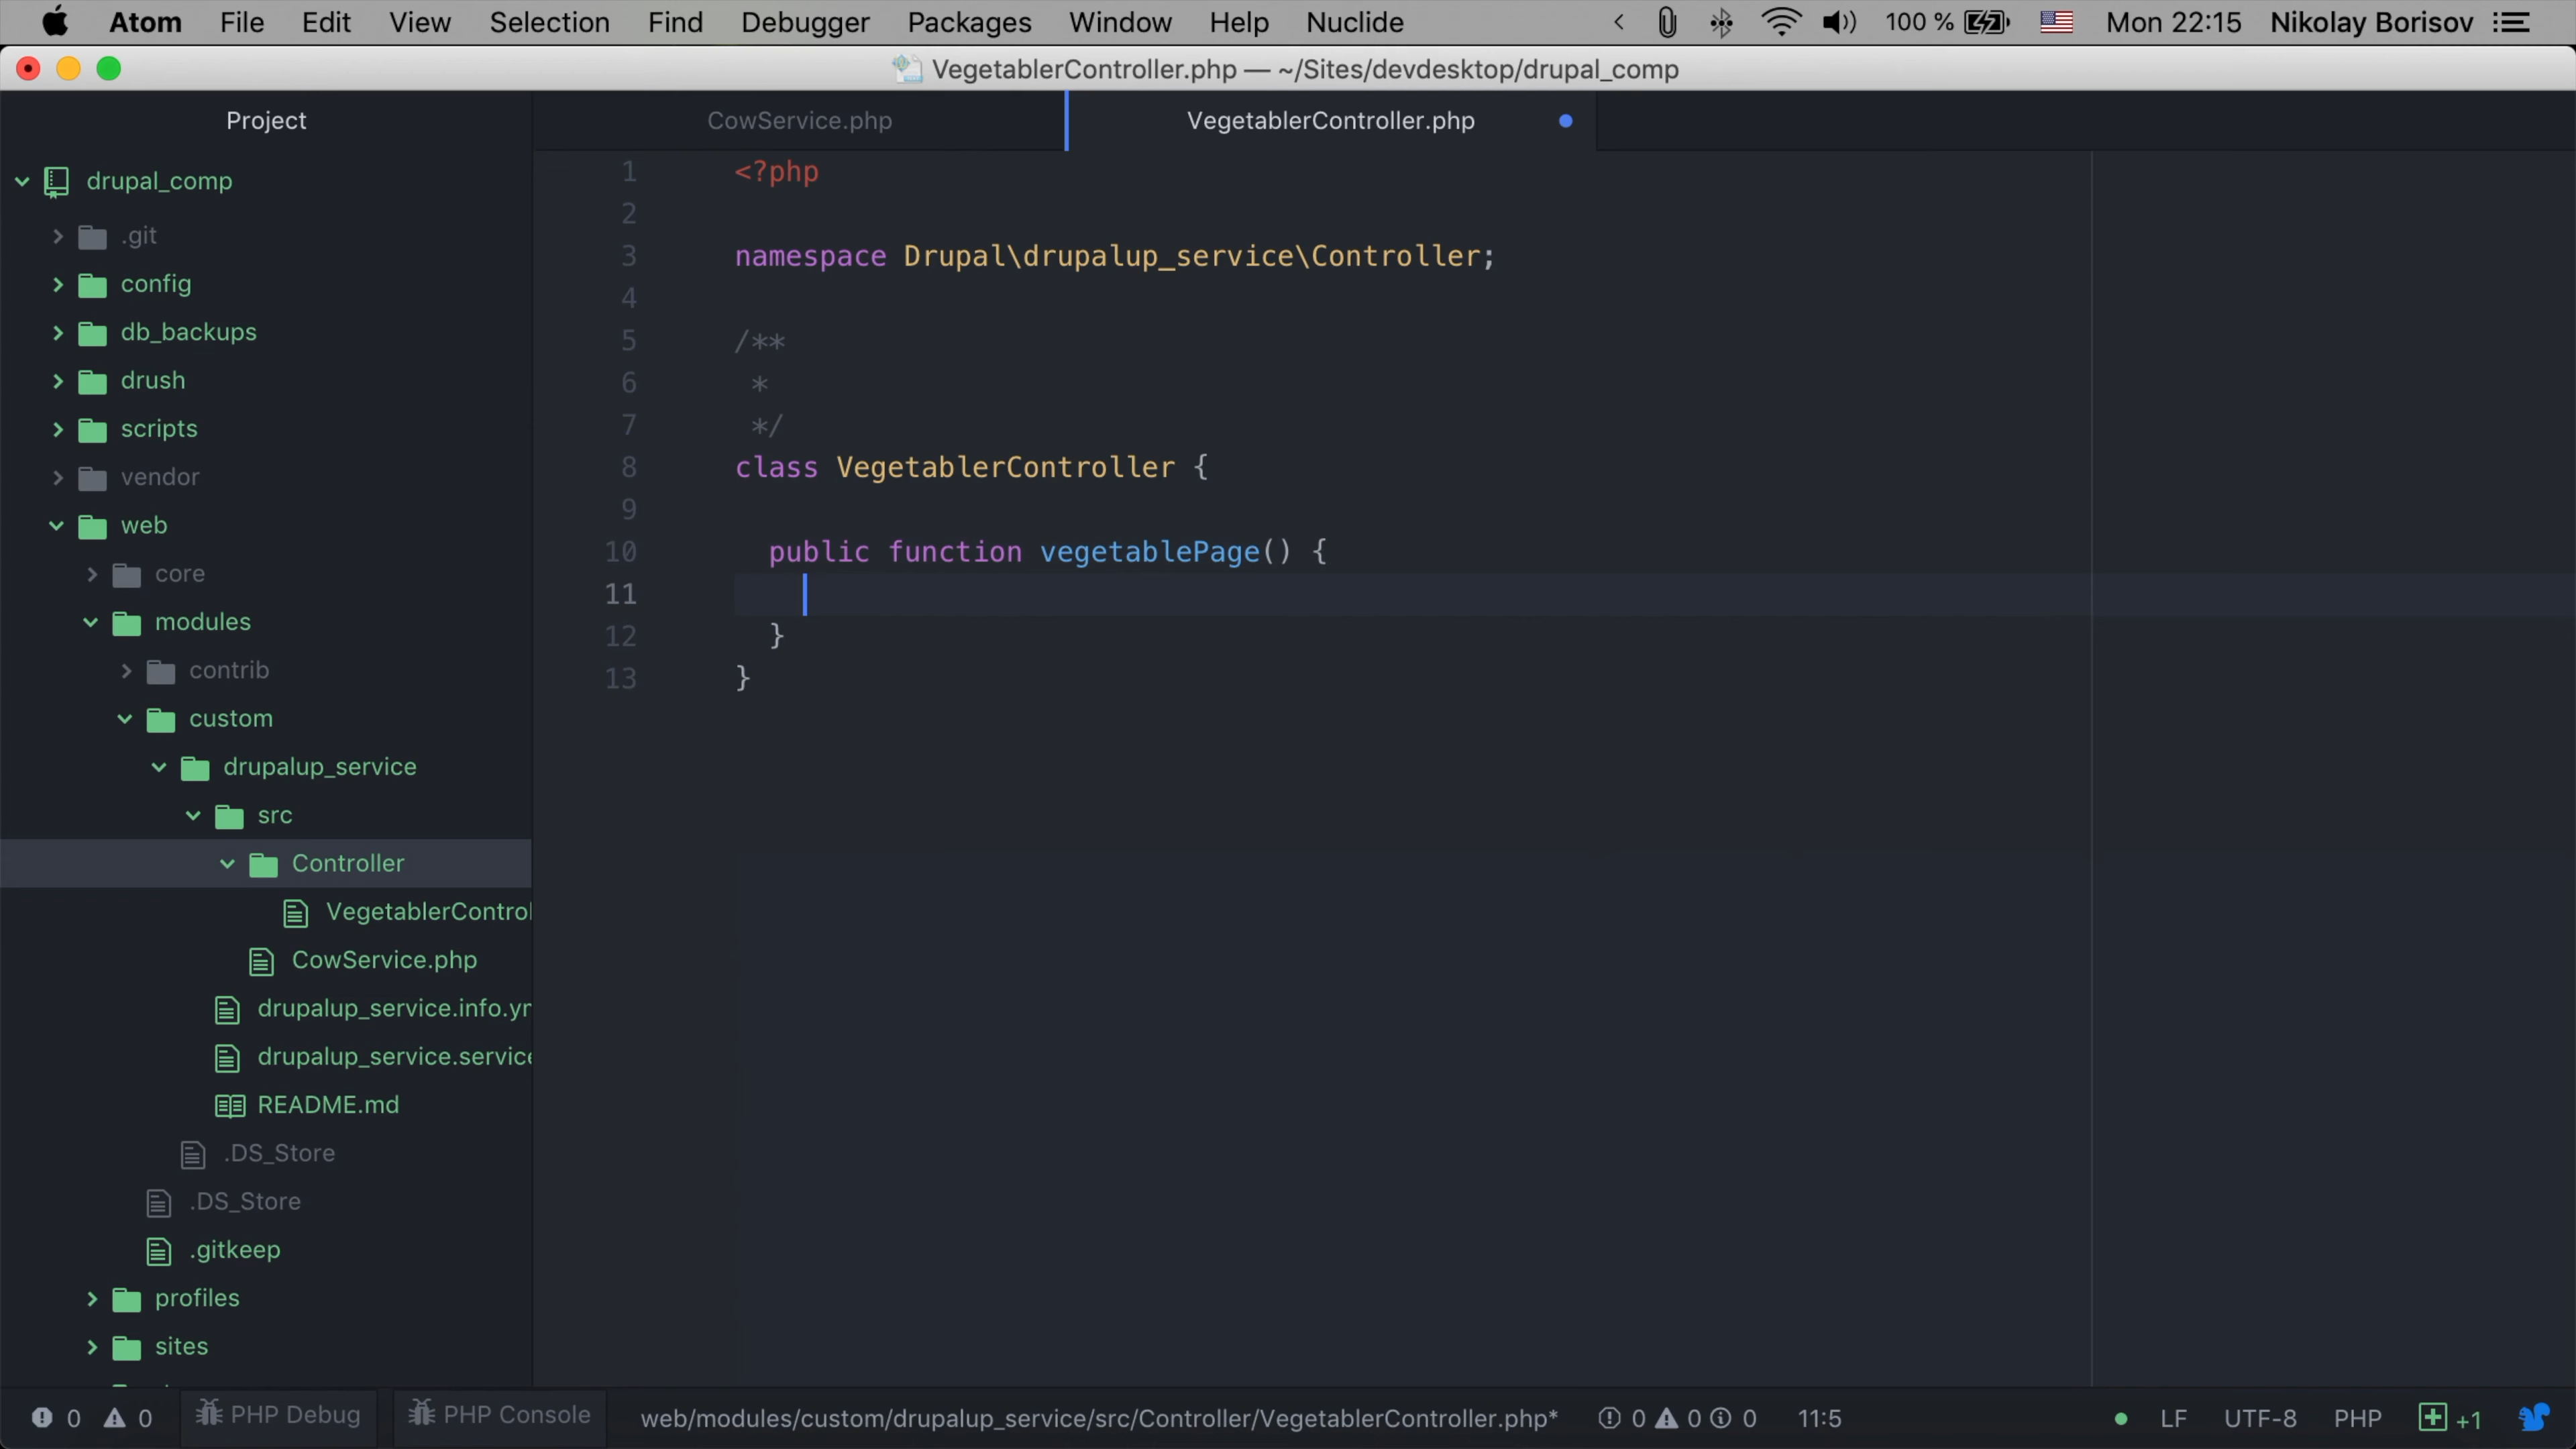 Atom File Edit View Selection Find Debugger Packages Window Help Nuclide 100 % Mon 22:15 Nikolay Borisov
VegetablerController.php — ~/Sites/devdesktop/drupal_comp
Project
CowService.php
VegetablerController.php
drupal_comp
.git
config
db_backups
drush
scripts
vendor
web
core
modules
contrib
custom
drupalup_service
src
Controller
VegetablerControl
CowService.php
drupalup_service.info.yr
drupalup_service.service
README.md
.DS_Store
.DS_Store
.gitkeep
profiles
sites
1 <?php
2
3 namespace Drupal\drupalup_service\Controller;
4
5 /**
6 *
7 */
8 class VegetablerController {
9
10 public function vegetablePage() {
11
12 }
13 }
0 0 PHP Debug PHP Console web/modules/custom/drupalup_service/src/Controller/VegetablerController.php* 0 0 0 11:5 LF UTF-8 PHP +1